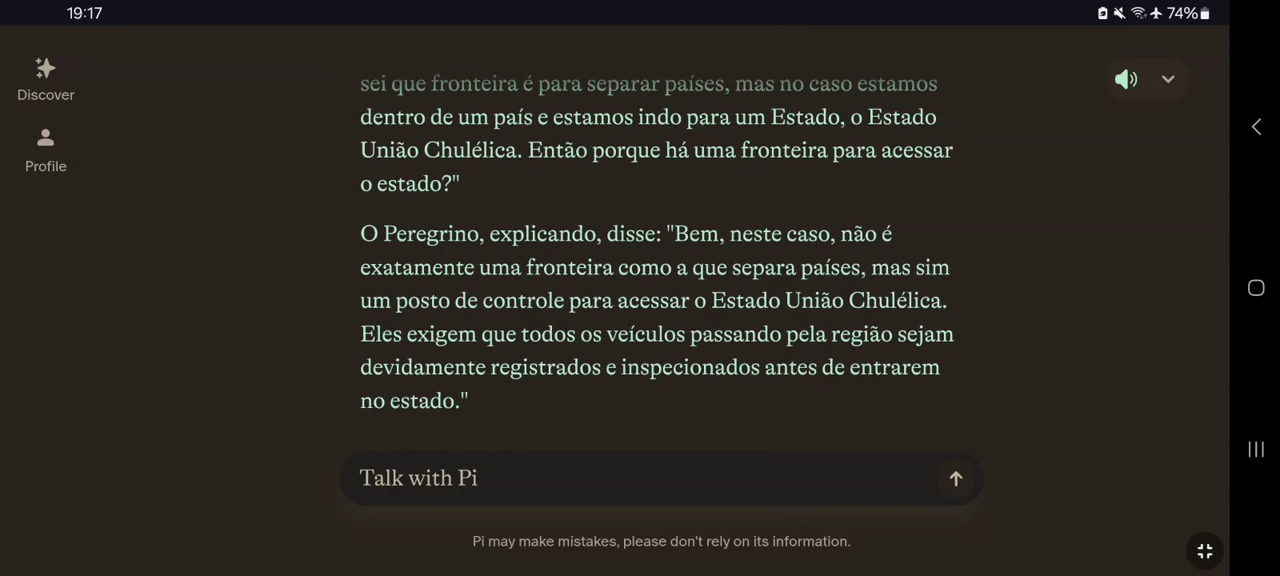 19:17
74%
Discover
Profile
sei que fronteira é para separar países, mas no caso estamos
dentro de um país e estamos indo para um Estado, o Estado
União Chulélica. Então porque há uma fronteira para acessar
o estado?"
O Peregrino, explicando, disse: "Bem, neste caso, não é
exatamente uma fronteira como a que separa países, mas sim
um posto de controle para acessar o Estado União Chulélica.
Eles exigem que todos os veículos passando pela região sejam
devidamente registrados e inspecionados antes de entrarem
no estado."
Talk with Pi
Pi may make mistakes, please don't rely on its information.